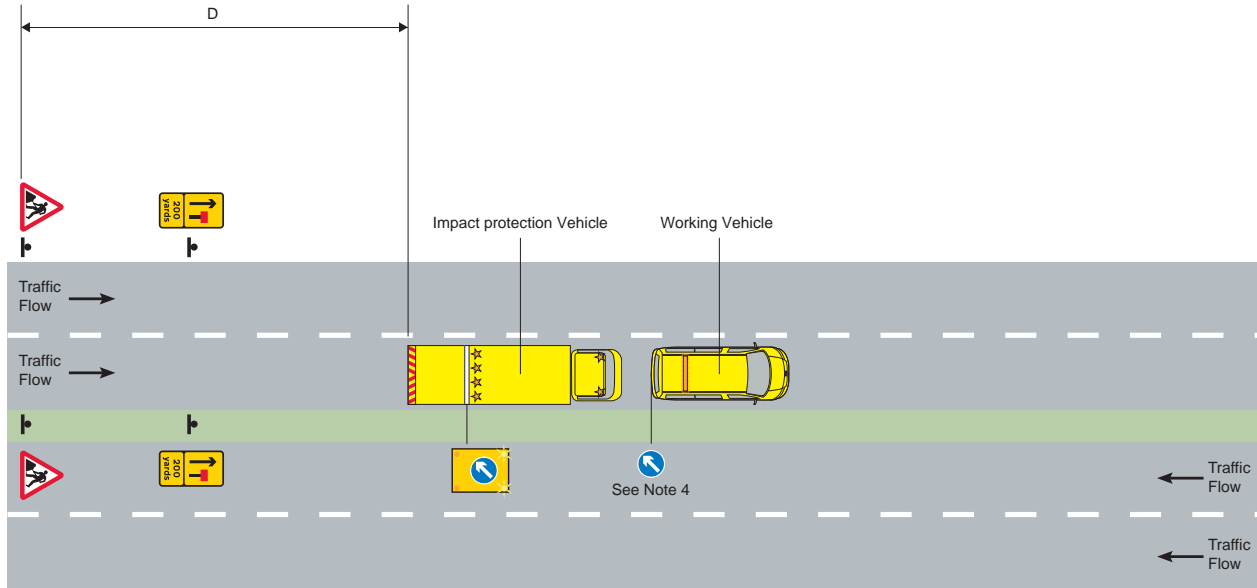 D
200
yards
Impact protection Vehicle
Working Vehicle
Traffic
Flow
Traffic
Flow
200
yards
See Note 4
Traffic
Flow
Traffic
Flow